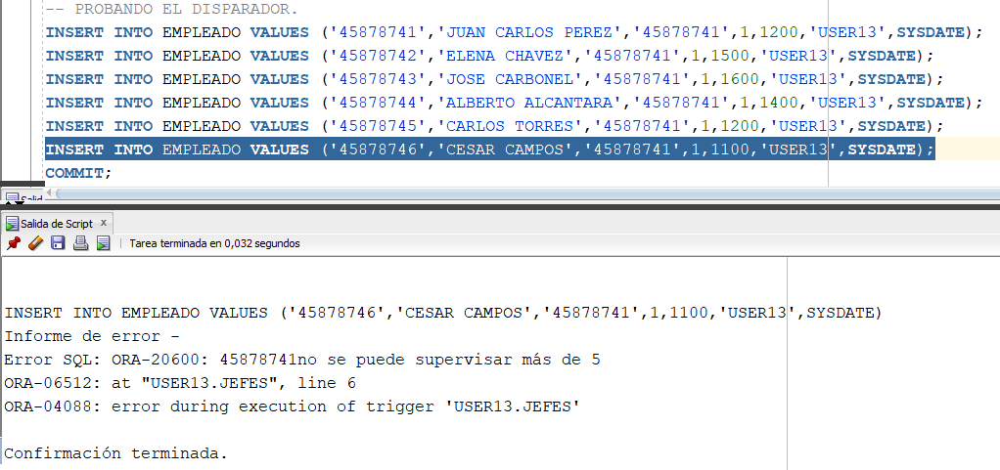 -- PROBANDO EL DISPARADOR.
INSERT INTO EMPLEADO VALUES ('45878741','JUAN CARLOS PEREZ','45878741',1,1200,'USER13',SYSDATE);
INSERT INTO EMPLEADO VALUES ('45878742','ELENA CHAVEZ','45878741',1,1500,'USER13',SYSDATE);
INSERT INTO EMPLEADO VALUES ('45878743','JOSE CARBONEL','45878741',1,1600,'USER13',SYSDATE);
INSERT INTO EMPLEADO VALUES ('45878744','ALBERTO ALCANTARA','45878741',1,1400,'USER13',SYSDATE);
INSERT INTO EMPLEADO VALUES ('45878745','CARLOS TORRES','45878741',1,1200,'USER13',SYSDATE);
INSERT INTO EMPLEADO VALUES ('45878746','CESAR CAMPOS','45878741',1,1100,'USER13',SYSDATE);
COMMIT;
Salid
Salida de Script x
Tarea terminada en 0,032 segundos
INSERT INTO EMPLEADO VALUES ('45878746','CESAR CAMPOS','45878741',1,1100,'USER13',SYSDATE)
Informe de error -
Error SQL: ORA-20600: 45878741no se puede supervisar más de 5
ORA-06512: at "USER13.JEFES", line 6
ORA-04088: error during execution of trigger 'USER13.JEFES'
Confirmación terminada.